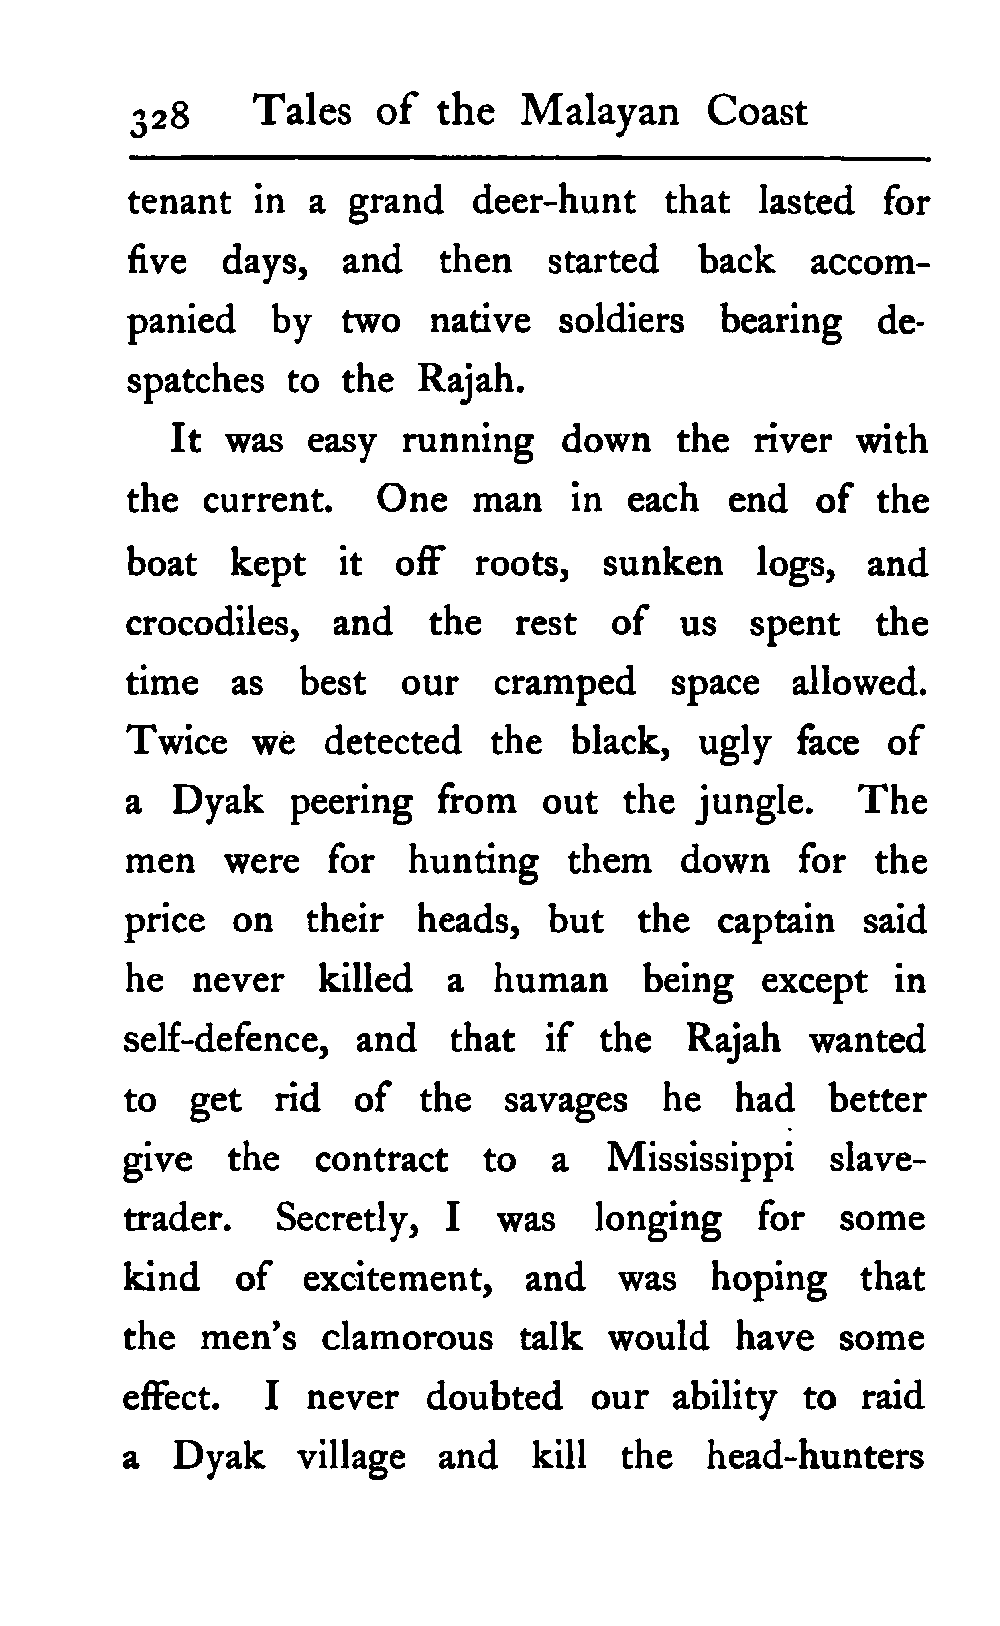 328 Tales of the Malayan Coast
tenant in a grand deer-hunt that lasted for
five days, and then started back accom-
panied by two native soldiers bearing de-
spatches to the Rajah.
It was easy running down the river with
the current. One man in each end of the
boat kept it off roots, sunken logs, and
crocodiles, and the rest of us spent the
time as best our cramped space allowed.
Twice we detected the black, ugly face of
a Dyak peering from out the jungle. The
men were for hunting them down for the
price on their heads, but the captain said
he never killed a human being except in
self-defence, and that if the Rajah wanted
to get rid of the savages he had better
give the contract to a Mississippi slave-
trader. Secretly, I was longing for some
kind of excitement, and was hoping that
the men's clamorous talk would have some
effect. I never doubted our ability to raid
a Dyak village and kill the head-hunters